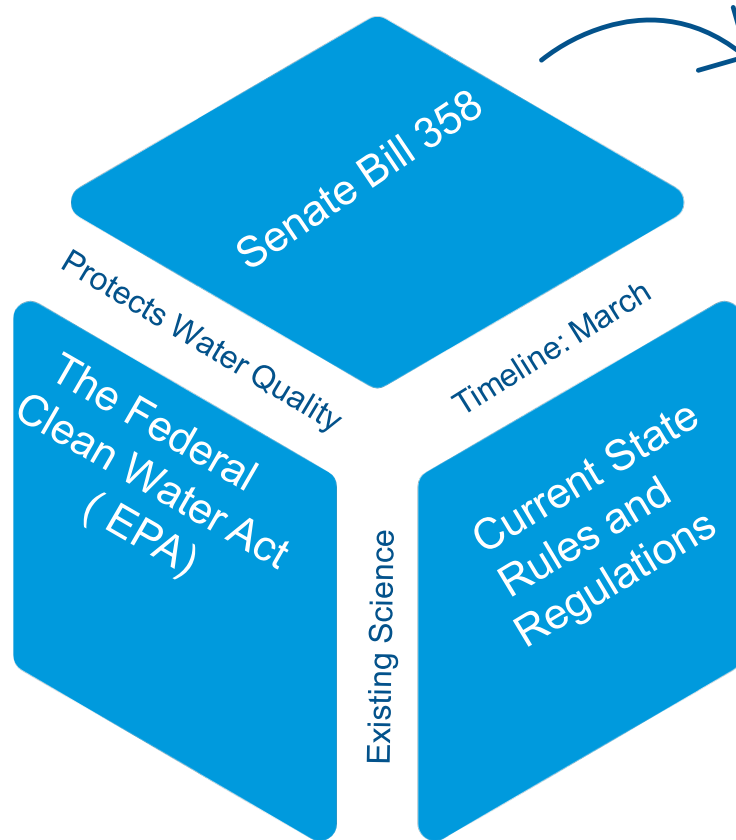 Senate Bill 358
Protects Water Quality
Timeline: March
The Federal
Clean Water Act
( EPA)
Existing Science
Current State
Rules and
Regulations